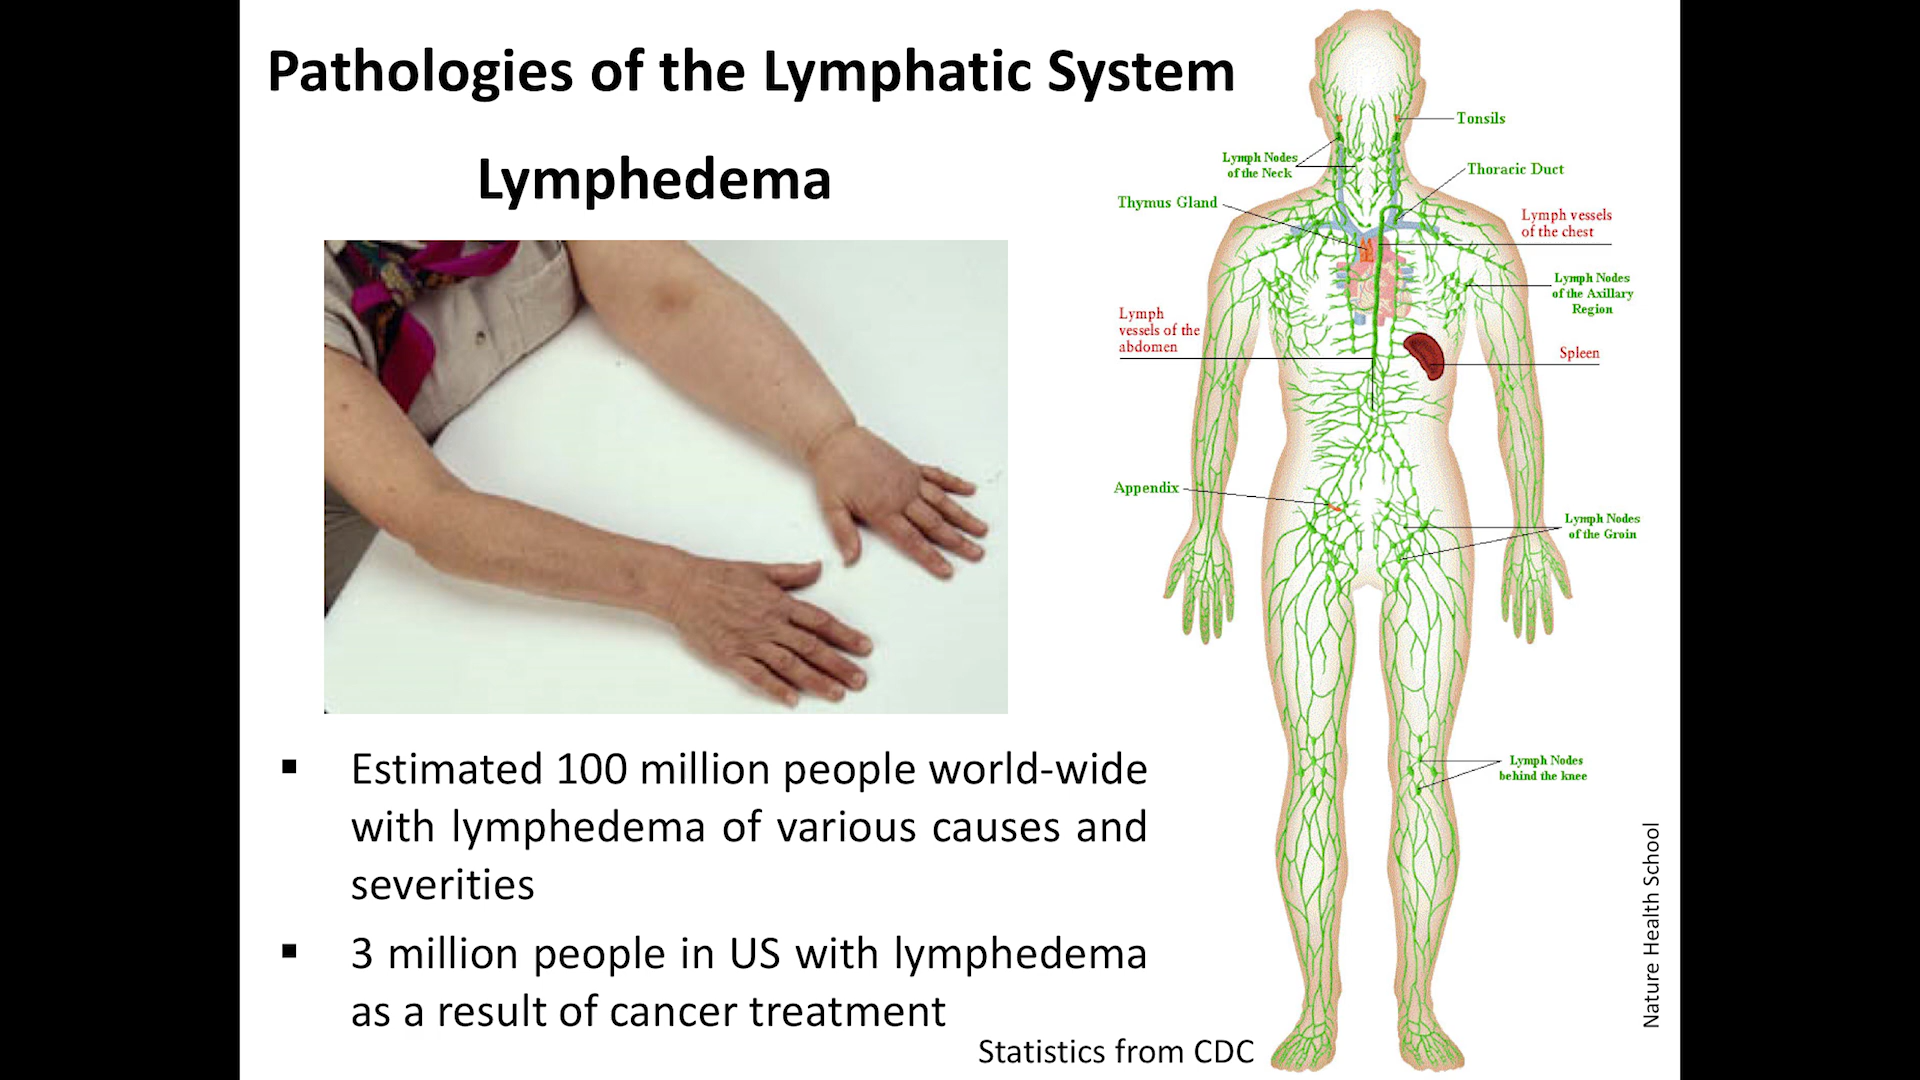 Pathologies of the Lymphatic System
Lymphedema
Tonsils
Lymph Nodes
of the Neck
Thoracic Duct
Thymus Gland
Lymph vessels
of the chest
Lymph Nodes
of the Axillary
Region
Lymph
vessels of the
abdomen
Spleen
Appendix
Lymph Nodes
of the Groin
Lymph Nodes
behind the knee
▪ Estimated 100 million people world-wide
with lymphedema of various causes and
severities
▪ 3 million people in US with lymphedema
as a result of cancer treatment
Statistics from CDC
Nature Health School